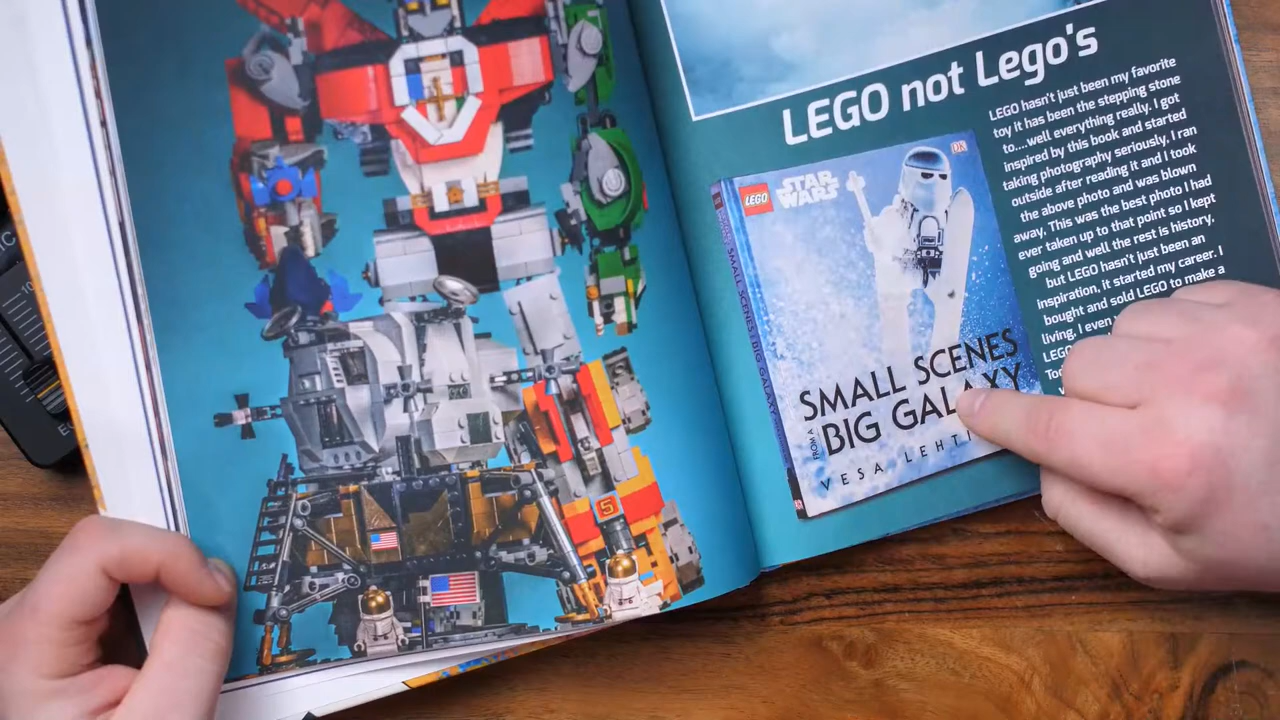 LEGO not Lego's
LEGO hasn't just been my favorite
toy it has been the stepping stone
to....well everything really. I got
inspired by this book and started
taking photography seriously, I ran
outside after reading it and I took
the above photo and was blown
away. This was the best photo I had
ever taken up to that point so I kept
going and well the rest is history,
but LEGO hasn't just been an
inspiration, it started my career. I
bought and sold LEGO to make a
living, I even
LEGO
DK
LEGO STAR WARS
SMALL SCENES
FROM A BIG GALAXY
VESA
5